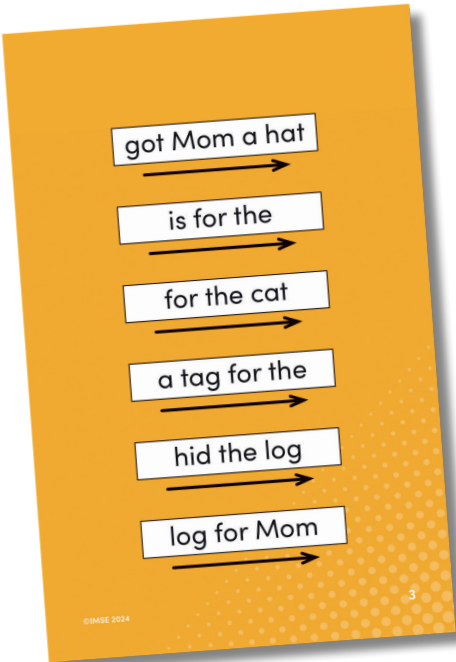 got Mom a hat
is for the
for the cat
a tag for the
hid the log
log for Mom
3
©IMSE 2024